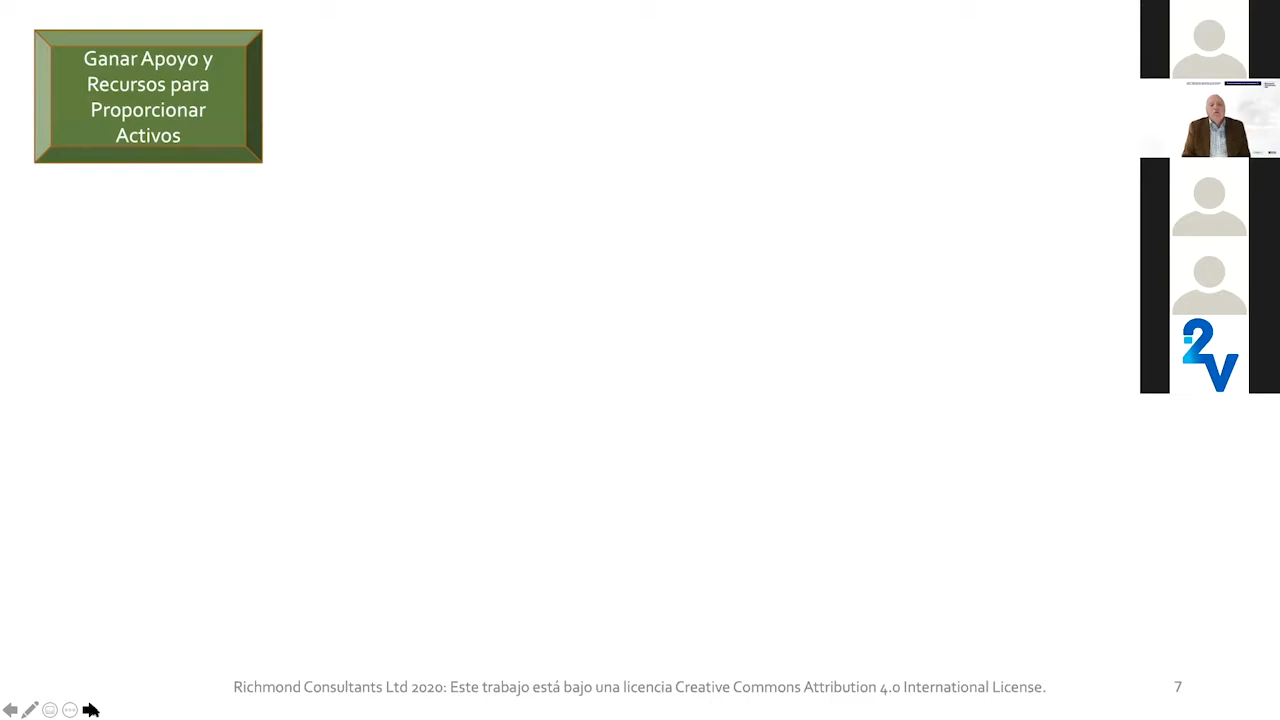 Ganar Apoyo y
Recursos para
Proporcionar
Activos
2V
Richmond Consultants Ltd 2020: Este trabajo está bajo una licencia Creative Commons Attribution 4.0 International License.
7